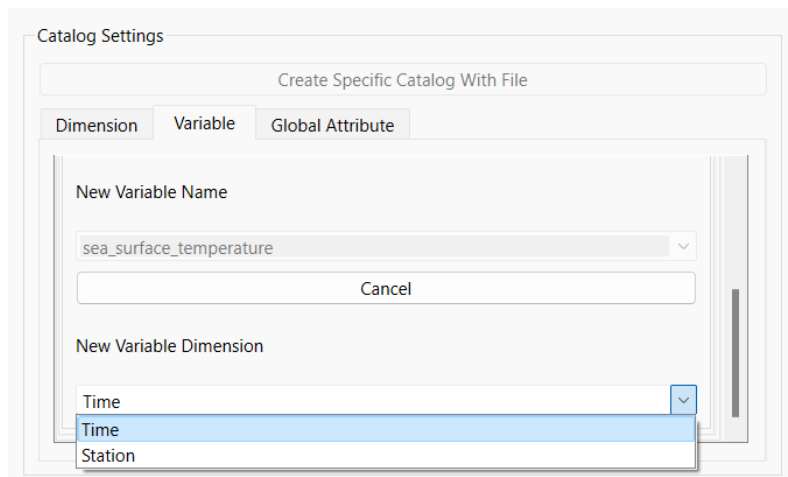 Catalog Settings
Create Specific Catalog With File
Dimension Variable Global Attribute
New Variable Name
sea_surface_temperature
Cancel
New Variable Dimension
Time
Time
Station